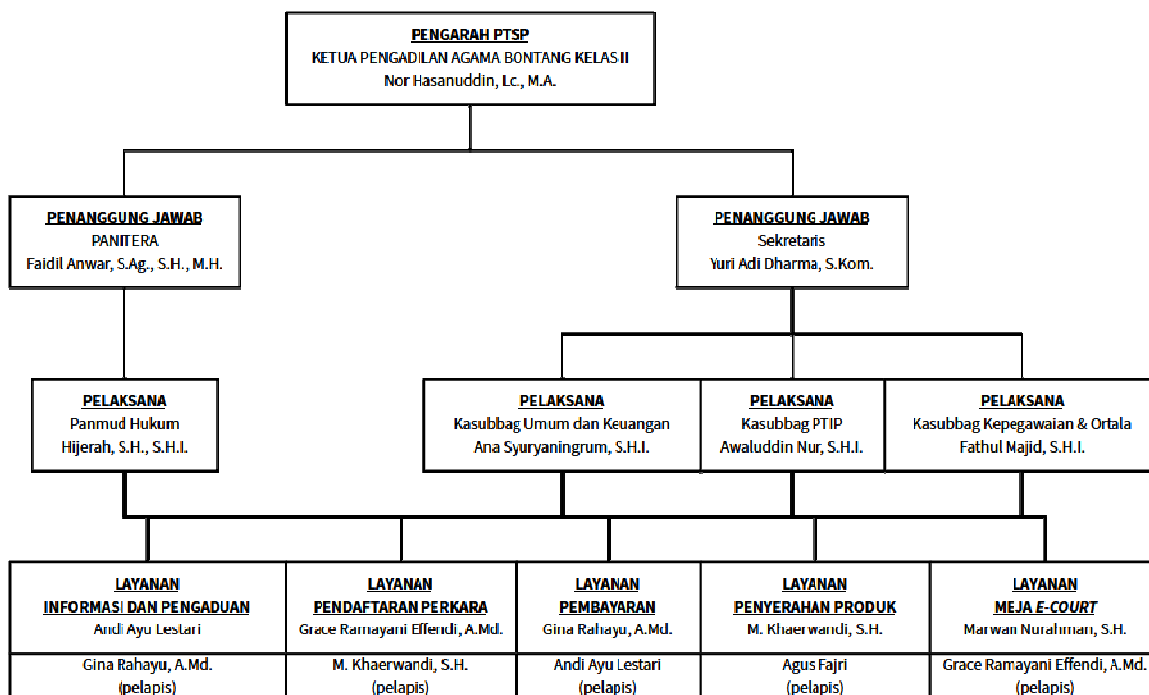 PENGARAH PTSP
KETUA PENGADILAN AGAMA BONTANG KELAS II
Nor Hasanuddin, Lc., M.A.
PENANGGUNG JAWAB
PANITERA
Faidil Anwar, S.Ag., S.H., M.H.
PENANGGUNG JAWAB
Sekretaris
Yuri Adi Dharma, S.Kom.
PELAKSANA
Panmud Hukum
Hijerah, S.H., S.H.I.
PELAKSANA
Kasubbag Umum dan Keuangan
Ana Syuryaningrum, S.H.I.
PELAKSANA
Kasubbag PTIP
Awaluddin Nur, S.H.I.
PELAKSANA
Kasubbag Kepegawaian & Ortala
Fathul Majid, S.H.I.
LAYANAN
INFORMASI DAN PENGADUAN
Andi Ayu Lestari
Gina Rahayu, A.Md.
(pelapis)
LAYANAN
PENDAFTARAN PERKARA
Grace Ramayani Effendi, A.Md.
M. Khaerwandi, S.H.
(pelapis)
LAYANAN
PEMBAYARAN
Gina Rahayu, A.Md.
Andi Ayu Lestari
(pelapis)
LAYANAN
PENYERAHAN PRODUK
M. Khaerwandi, S.H.
Agus Fajri
(pelapis)
LAYANAN
MEJA E-COURT
Marwan Nurahman, S.H.
Grace Ramayani Effendi, A.Md.
(pelapis)